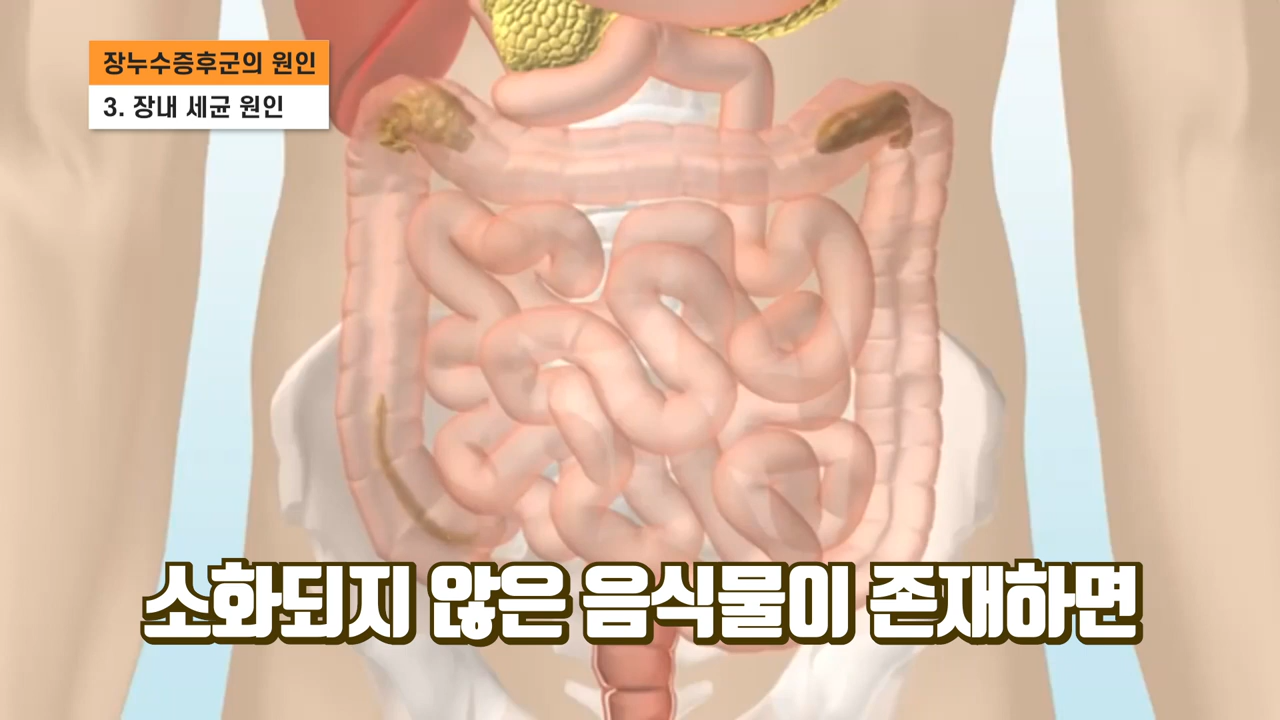 장누수증후군의 원인
3. 장내 세균 원인
소화되지 않은 음식물이 존재하면